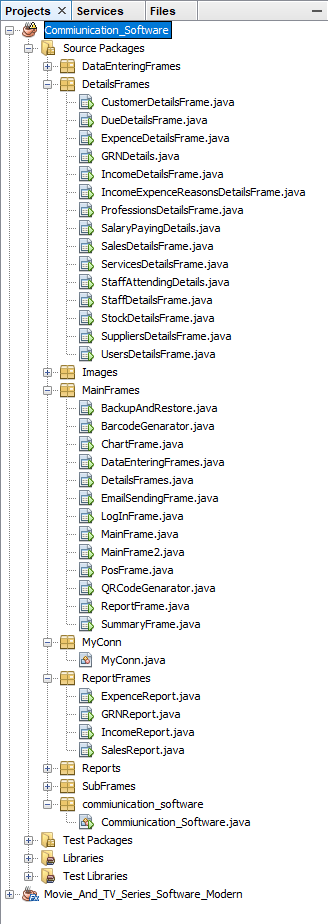 Projects Services Files
Commiunication_Software
Source Packages
DataEnteringFrames
DetailsFrames
CustomerDetailsFrame.java
DueDetailsFrame.java
ExpenceDetailsFrame.java
GRNDetails.java
IncomeDetailsFrame.java
IncomeExpenceReasonsDetailsFrame.java
ProfessionsDetailsFrame.java
SalaryPayingDetails.java
SalesDetailsFrame.java
ServicesDetailsFrame.java
StaffAttendingDetails.java
StaffDetailsFrame.java
StockDetailsFrame.java
SuppliersDetailsFrame.java
UsersDetailsFrame.java
Images
MainFrames
BackupAndRestore.java
BarcodeGenarator.java
ChartFrame.java
DataEnteringFrames.java
DetailsFrames.java
EmailSendingFrame.java
LogInFrame.java
MainFrame.java
MainFrame2.java
PosFrame.java
QRCodeGenarator.java
ReportFrame.java
SummaryFrame.java
MyConn
MyConn.java
ReportFrames
ExpenceReport.java
GRNReport.java
IncomeReport.java
SalesReport.java
Reports
SubFrames
commiunication_software
Commiunication_Software.java
Test Packages
Libraries
Test Libraries
Movie_And_TV_Series_Software_Modern